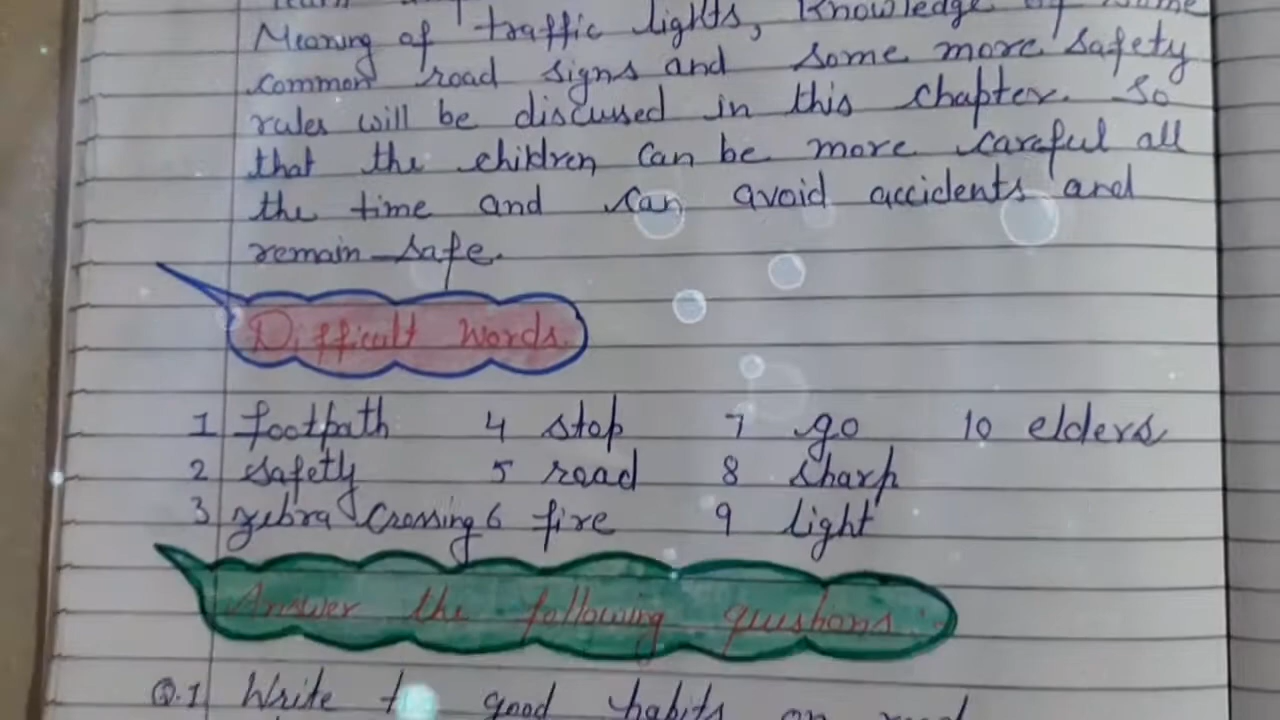 Meaning of traffic lights, Knowledge of some
common road signs and some more safety
rules will be discussed in this chapter. So
that the children can be more careful all
the time and can avoid accidents and
remain safe.
Difficult Words.
1 footpath 4 stop 7 go 10 elders
2 safety 5 road 8 sharp
3 zebra Crossing 6 fire 9 light
Answer the following questions :-
Q.1 Write good habits on road